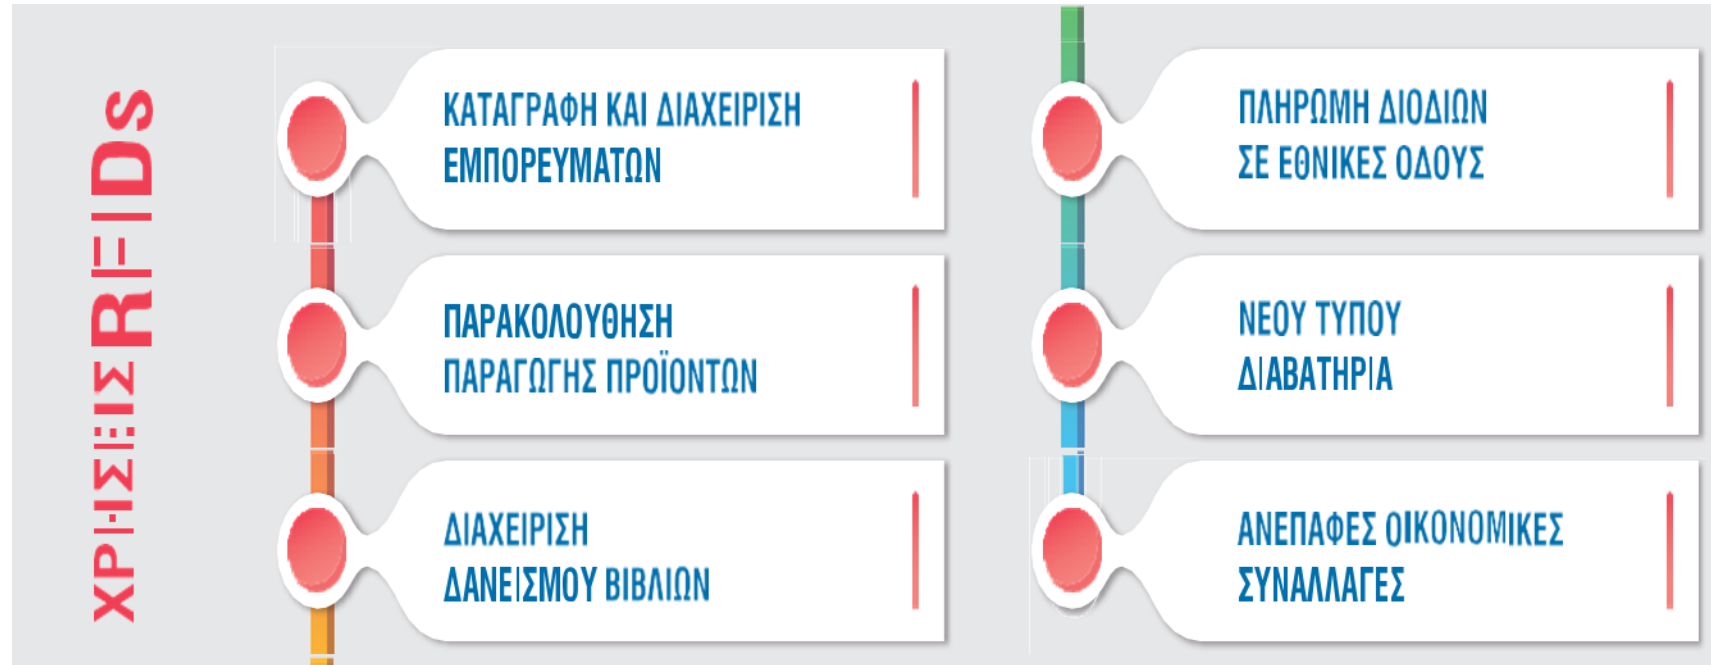 ΧΡΗΣΕΙΣ RFIDs
ΚΑΤΑΓΡΑΦΗ ΚΑΙ ΔΙΑΧΕΙΡΙΣΗ
ΕΜΠΟΡΕΥΜΑΤΩΝ
ΠΑΡΑΚΟΛΟΥΘΗΣΗ
ΠΑΡΑΓΩΓΗΣ ΠΡΟΪΟΝΤΩΝ
ΔΙΑΧΕΙΡΙΣΗ
ΔΑΝΕΙΣΜΟΥ ΒΙΒΛΙΩΝ
ΠΛΗΡΩΜΗ ΔΙΟΔΙΩΝ
ΣΕ ΕΘΝΙΚΕΣ ΟΔΟΥΣ
ΝΕΟΥ ΤΥΠΟΥ
ΔΙΑΒΑΤΗΡΙΑ
ΑΝΕΠΑΦΕΣ ΟΙΚΟΝΟΜΙΚΕΣ
ΣΥΝΑΛΛΑΓΕΣ